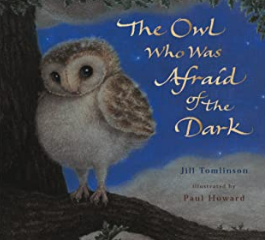 The Owl
Who Was
Afraid
of the
Dark
Jill Tomlinson
illustrated by
Paul Howard